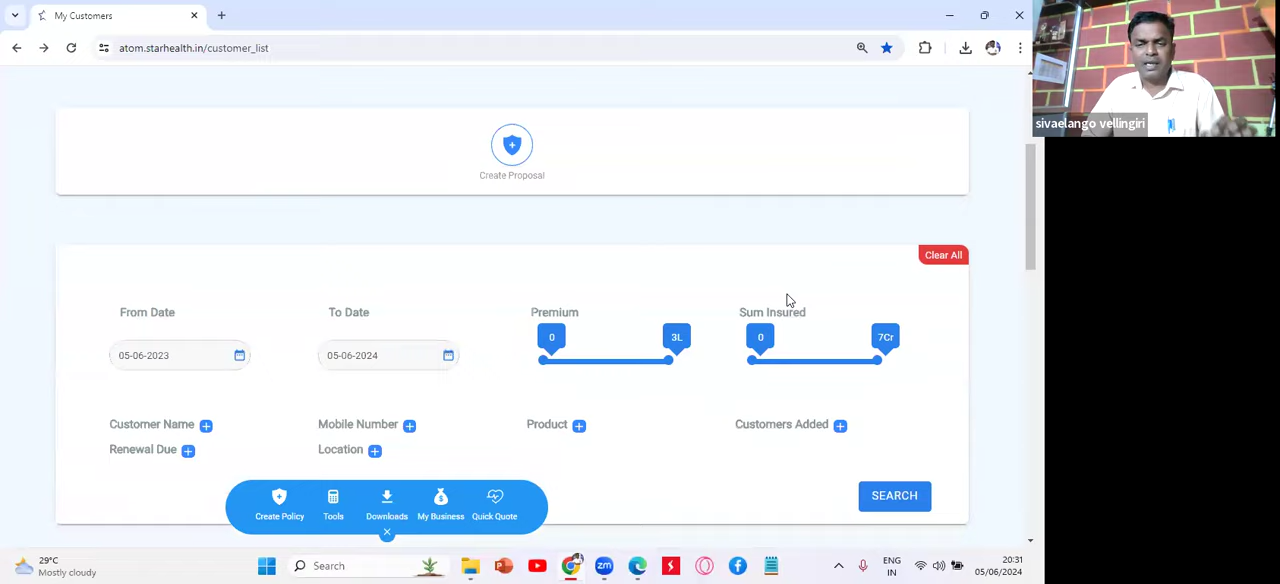 My Customers
atom.starhealth.in/customer_list
sivaelango vellingiri
Create Proposal
Clear All
From Date To Date Premium Sum Insured
0 3L 0 7Cr
05-06-2023 05-06-2024
Customer Name Mobile Number Product Customers Added
Renewal Due Location
SEARCH
Create Policy Tools Downloads My Business Quick Quote
29°C
Mostly cloudy
Search
zm
ENG
IN
20:31
05/06/2024